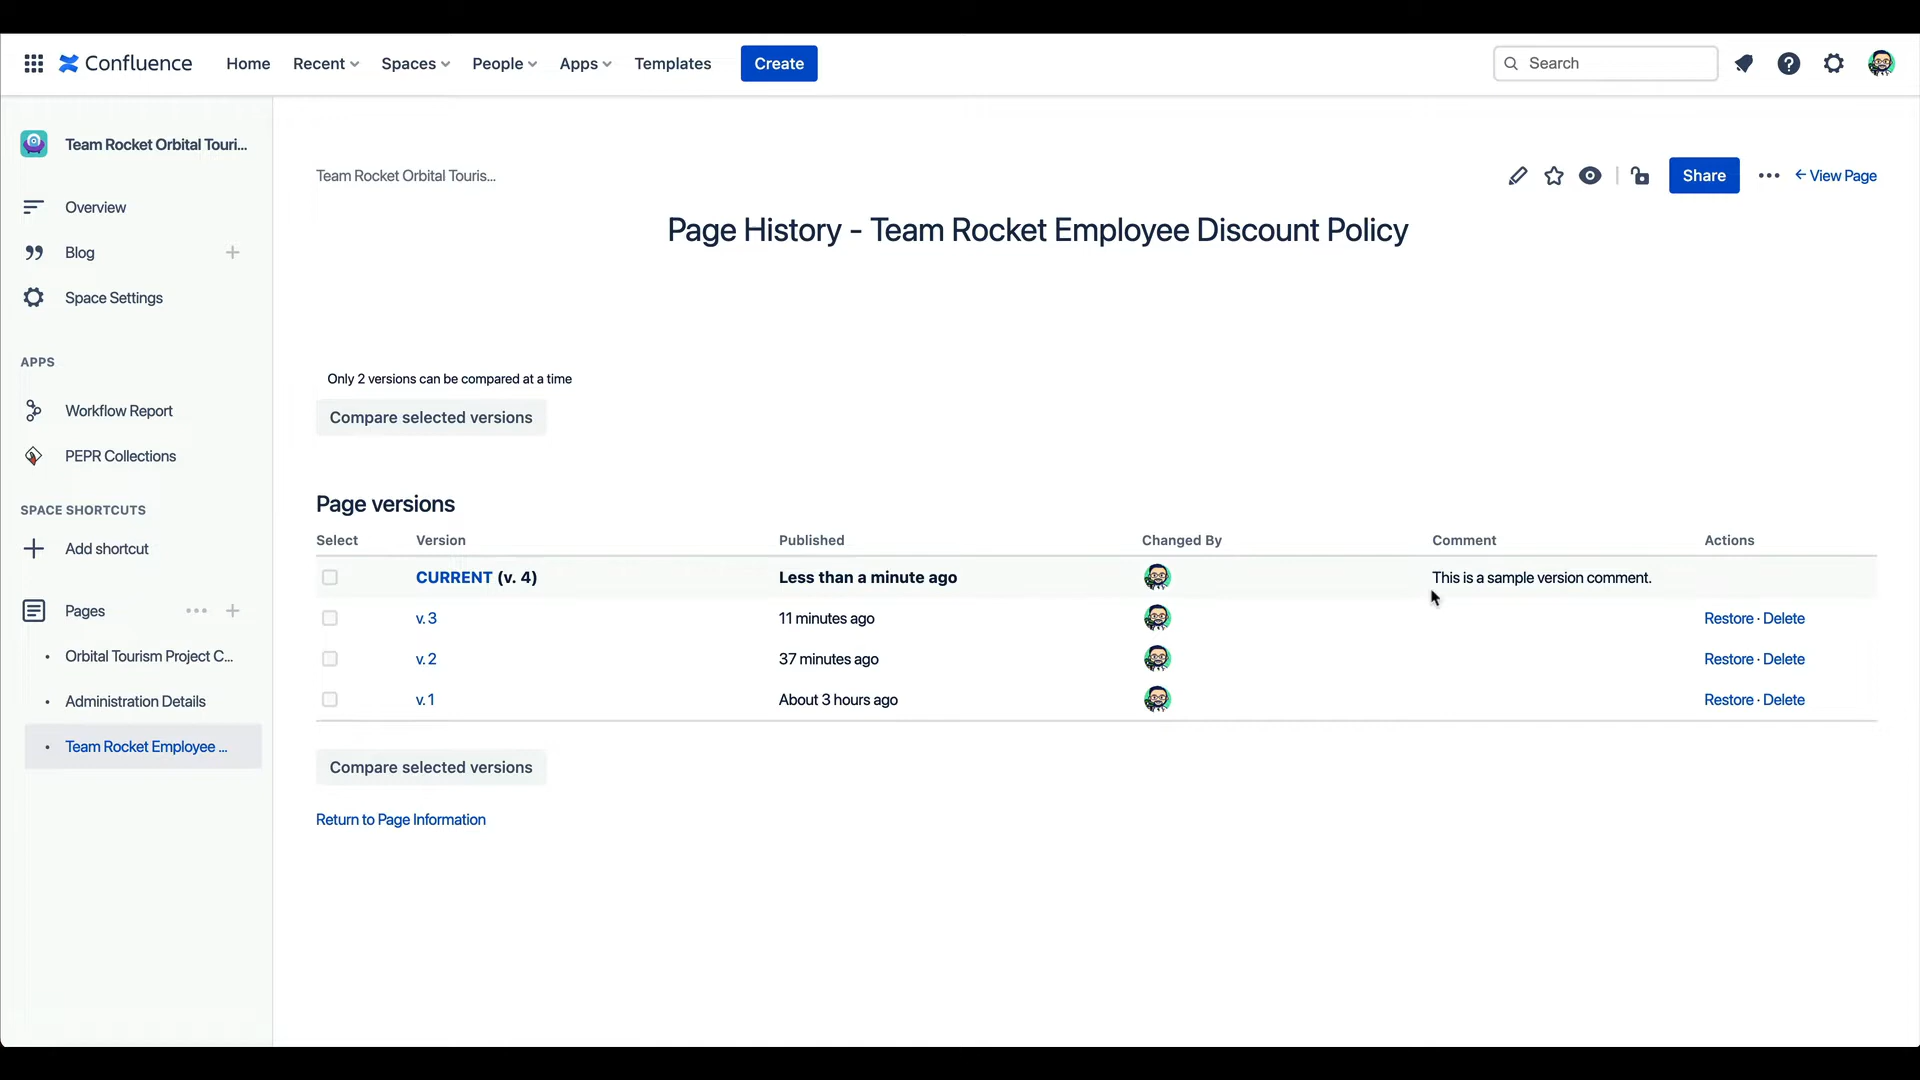 Confluence Home Recent Spaces People Apps Templates Create Search
Team Rocket Orbital Touri...
Overview
Blog
Space Settings
APPS
Workflow Report
PEPR Collections
SPACE SHORTCUTS
Add shortcut
Pages
Orbital Tourism Project C...
Administration Details
Team Rocket Employee ...
Team Rocket Orbital Touris...
Share
View Page
Page History - Team Rocket Employee Discount Policy
Only 2 versions can be compared at a time
Compare selected versions
Page versions
Select Version Published Changed By Comment Actions
CURRENT (v. 4) Less than a minute ago This is a sample version comment.
v. 3 11 minutes ago Restore · Delete
v. 2 37 minutes ago Restore · Delete
v. 1 About 3 hours ago Restore · Delete
Compare selected versions
Return to Page Information